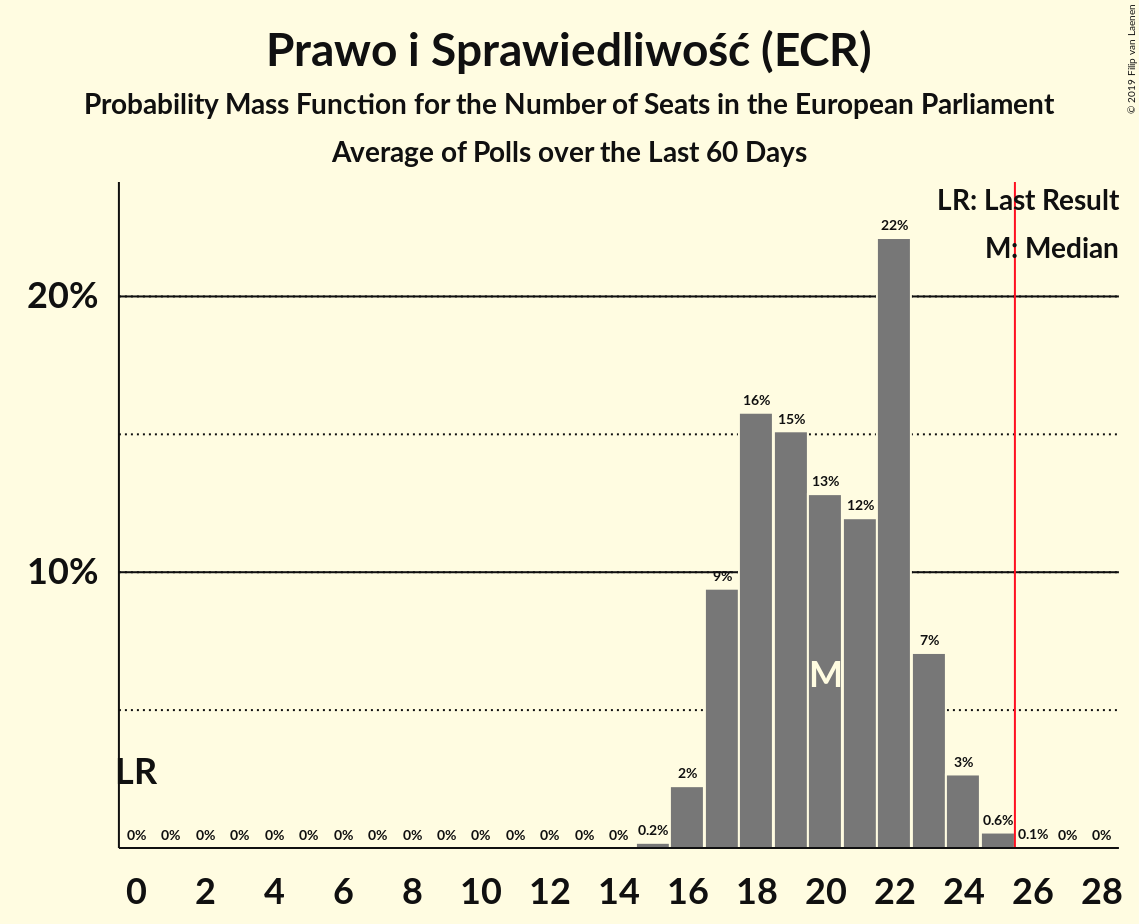 Prawo i Sprawiedliwość (ECR)
Probability Mass Function for the Number of Seats in the European Parliament
Average of Polls over the Last 60 Days
© 2019 Filip van Laenen
LR: Last Result
M: Median
22%
20%
16%
15%
13%
12%
10%
9%
7%
M
LR
3%
2%
0% 0% 0% 0% 0% 0% 0% 0% 0% 0% 0% 0% 0% 0% 0% 0.2% 0.6% 0.1% 0% 0%
0 2 4 6 8 10 12 14 16 18 20 22 24 26 28